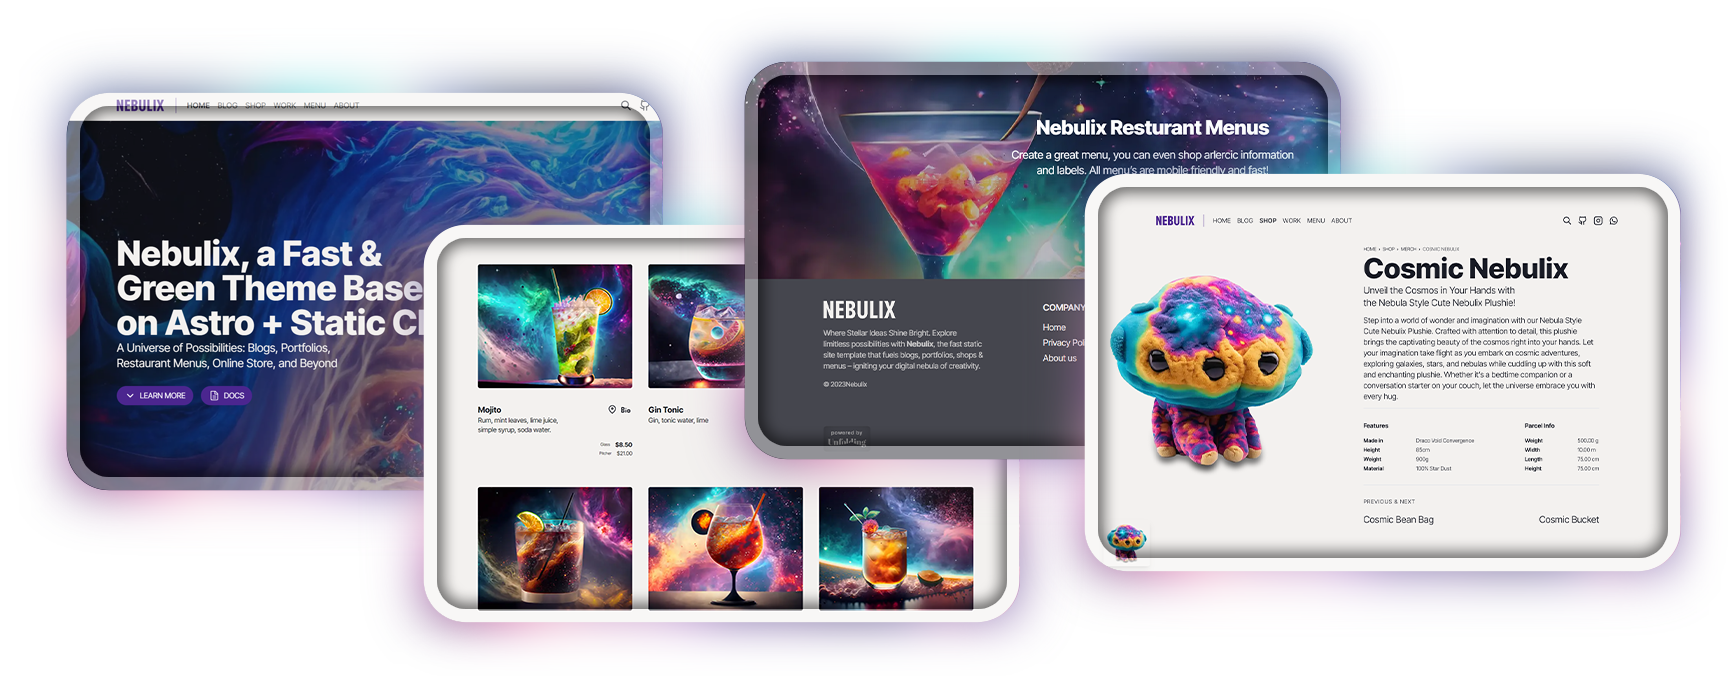 NEBULIX
HOME BLOG SHOP WORK MENU ABOUT
Nebulix, a Fast &
Green Theme Base
on Astro + Static
A Universe of Possibilities: Blogs, Portfolios,
Restaurant Menus, Online Store, and Beyond
LEARN MORE DOCS
Mojito Bio
Rum, mint leaves, lime juice,
simple syrup, soda water.
Glass $8.50
Pitcher $21.00
Gin Tonic
Gin, tonic water, lime
Nebulix Resturant Menus
Create a great menu, you can even shop arlercic information
and labels. All menu's are mobile friendly and fast!
NEBULIX
Where Stellar Ideas Shine Bright. Explore
limitless possibilities with Nebulix, the fast static
site template that fuels blogs, portfolios, shops &
menus – igniting your digital nebula of creativity.
© 2023Nebulix
powered by
Unfolding
COMPANY
Home
Privacy Pol
About us
NEBULIX
HOME BLOG SHOP WORK MENU ABOUT
HOME • SHOP • MERCH • COSMIC NEBULIX
Cosmic Nebulix
Unveil the Cosmos in Your Hands with
the Nebula Style Cute Nebulix Plushie!
Step into a world of wonder and imagination with our Nebula Style
Cute Nebulix Plushie. Crafted with attention to detail, this plushie
brings the captivating beauty of the cosmos right into your hands. Let
your imagination take flight as you embark on cosmic adventures,
exploring galaxies, stars, and nebulas while cuddling up with this soft
and enchanting plushie. Whether it's a bedtime companion or a
conversation starter on your couch, let the universe embrace you with
every hug.
Features
Made in Draco Void Convergence
Height 85cm
Weight 900g
Material 100% Star Dust
Parcel Info
Weight 500.00 g
Width 10.00 m
Length 75.00 cm
Height 75.00 cm
PREVIOUS & NEXT
Cosmic Bean Bag Cosmic Bucket